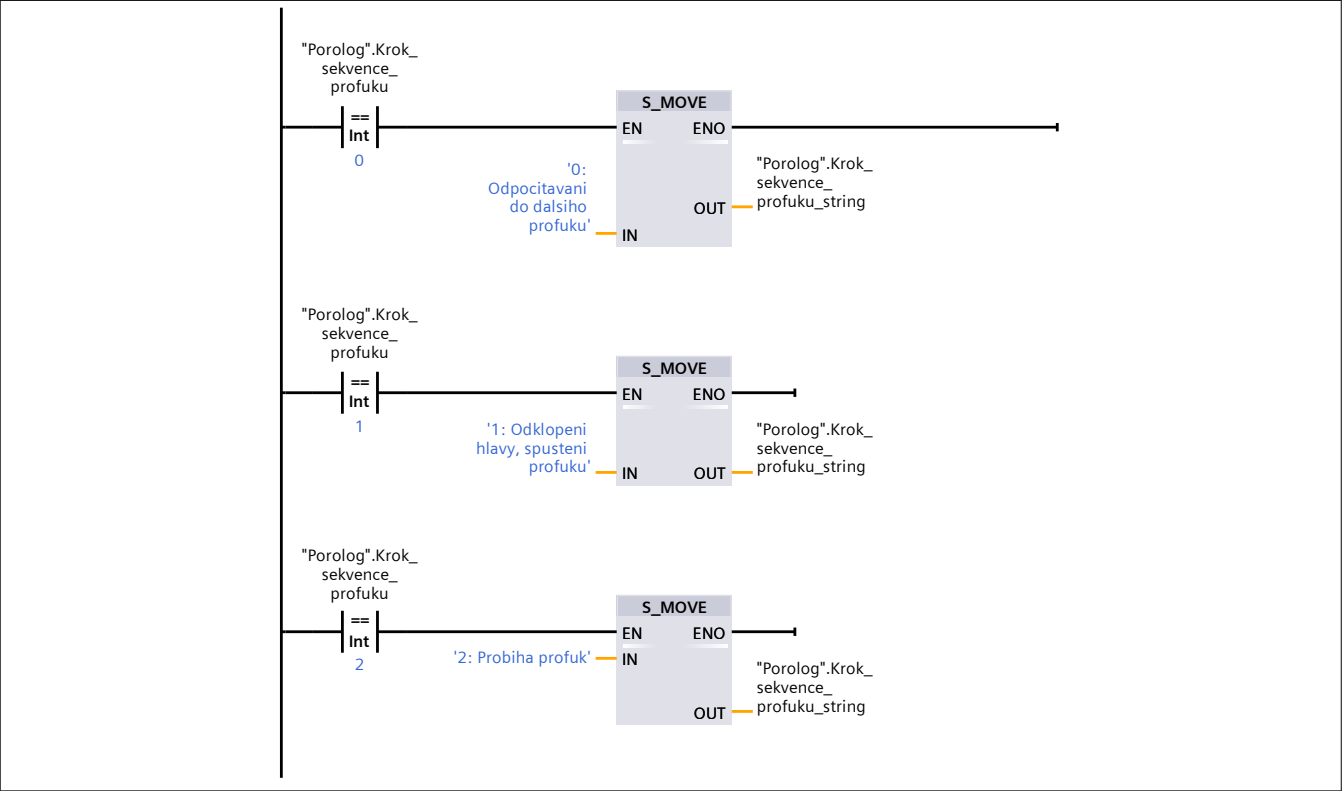 "Porolog".Krok_
sekvence_
profuku
==
Int
0
S_MOVE
EN ENO
'0:
Odpocitavani
do dalsiho
profuku'
IN
OUT
"Porolog".Krok_
sekvence_
profuku_string
"Porolog".Krok_
sekvence_
profuku
==
Int
1
S_MOVE
EN ENO
'1: Odklopeni
hlavy, spusteni
profuku'
IN OUT
"Porolog".Krok_
sekvence_
profuku_string
"Porolog".Krok_
sekvence_
profuku
==
Int
2
S_MOVE
EN ENO
'2: Probiha profuk'
IN
OUT
"Porolog".Krok_
sekvence_
profuku_string